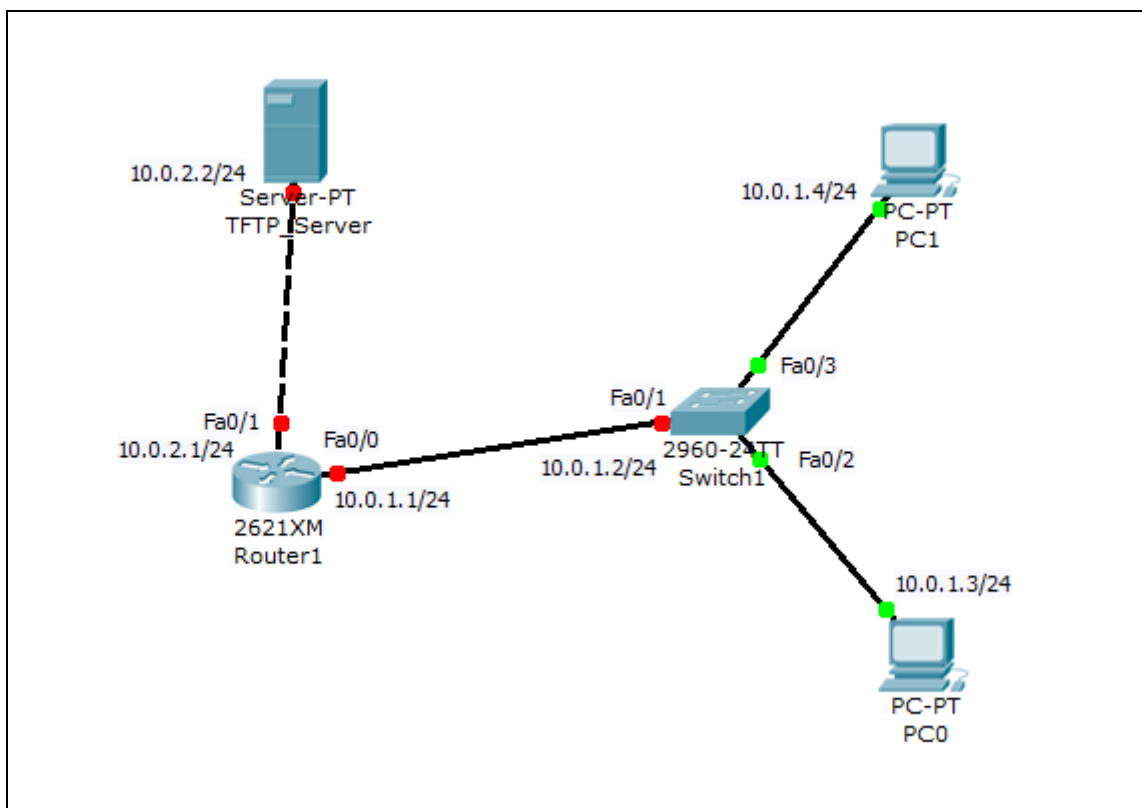 10.0.2.2/24
Server-PT
TFTP_Server
10.0.1.4/24
PC-PT
PC1
Fa0/3
Fa0/1
2960-24TT
Switch1
Fa0/2
10.0.1.2/24
Fa0/1
10.0.2.1/24
Fa0/0
10.0.1.1/24
2621XM
Router1
10.0.1.3/24
PC-PT
PC0